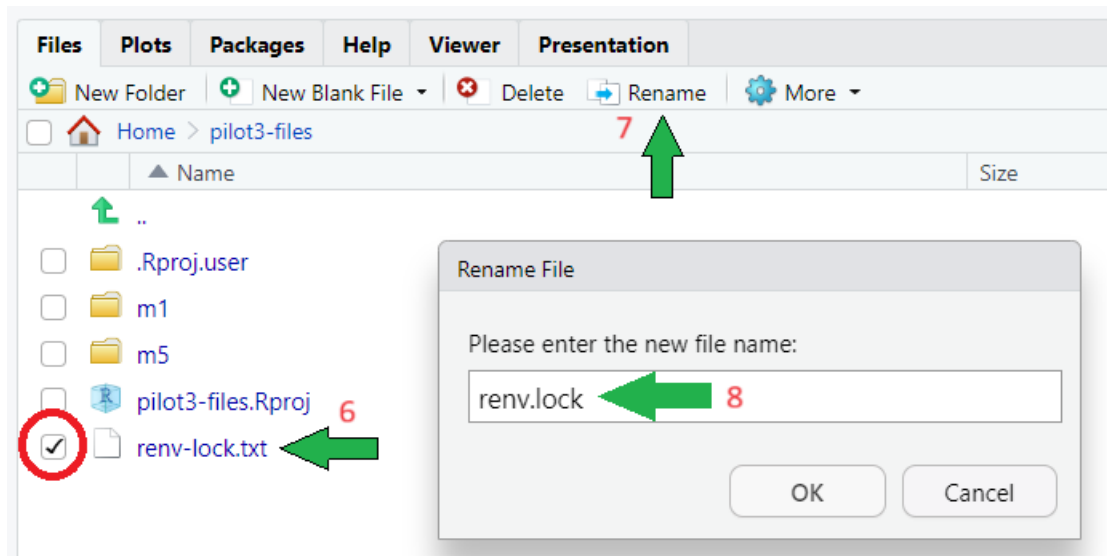 Files Plots Packages Help Viewer Presentation
New Folder New Blank File Delete Rename More
7
Home > pilot3-files
Name Size
..
.Rproj.user
m1
m5
pilot3-files.Rproj
6
renv-lock.txt
Rename File
Please enter the new file name:
renv.lock 8
OK Cancel